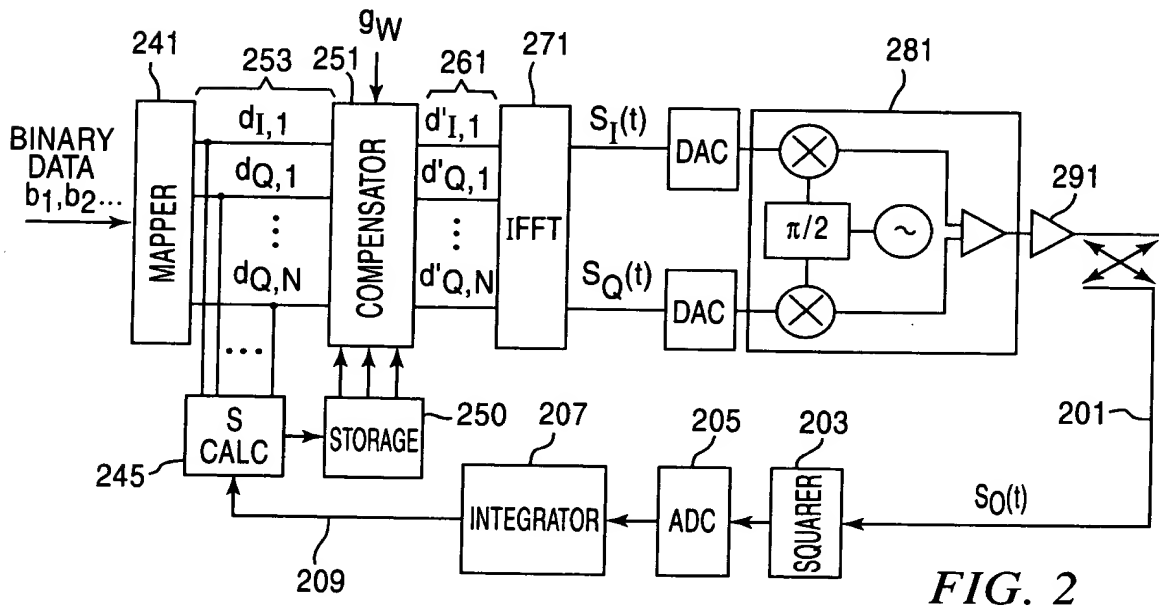 241
253
251
gW
261
271
281
BINARY
DATA
b1,b2...
MAPPER
dI,1
dQ,1
dQ,N
COMPENSATOR
d'I,1
d'Q,1
d'Q,N
IFFT
SI(t)
SQ(t)
DAC
DAC
π/2
~
291
...
S
CALC
245
STORAGE
250
207
INTEGRATOR
205
ADC
203
SQUARER
SO(t)
201
209
FIG. 2